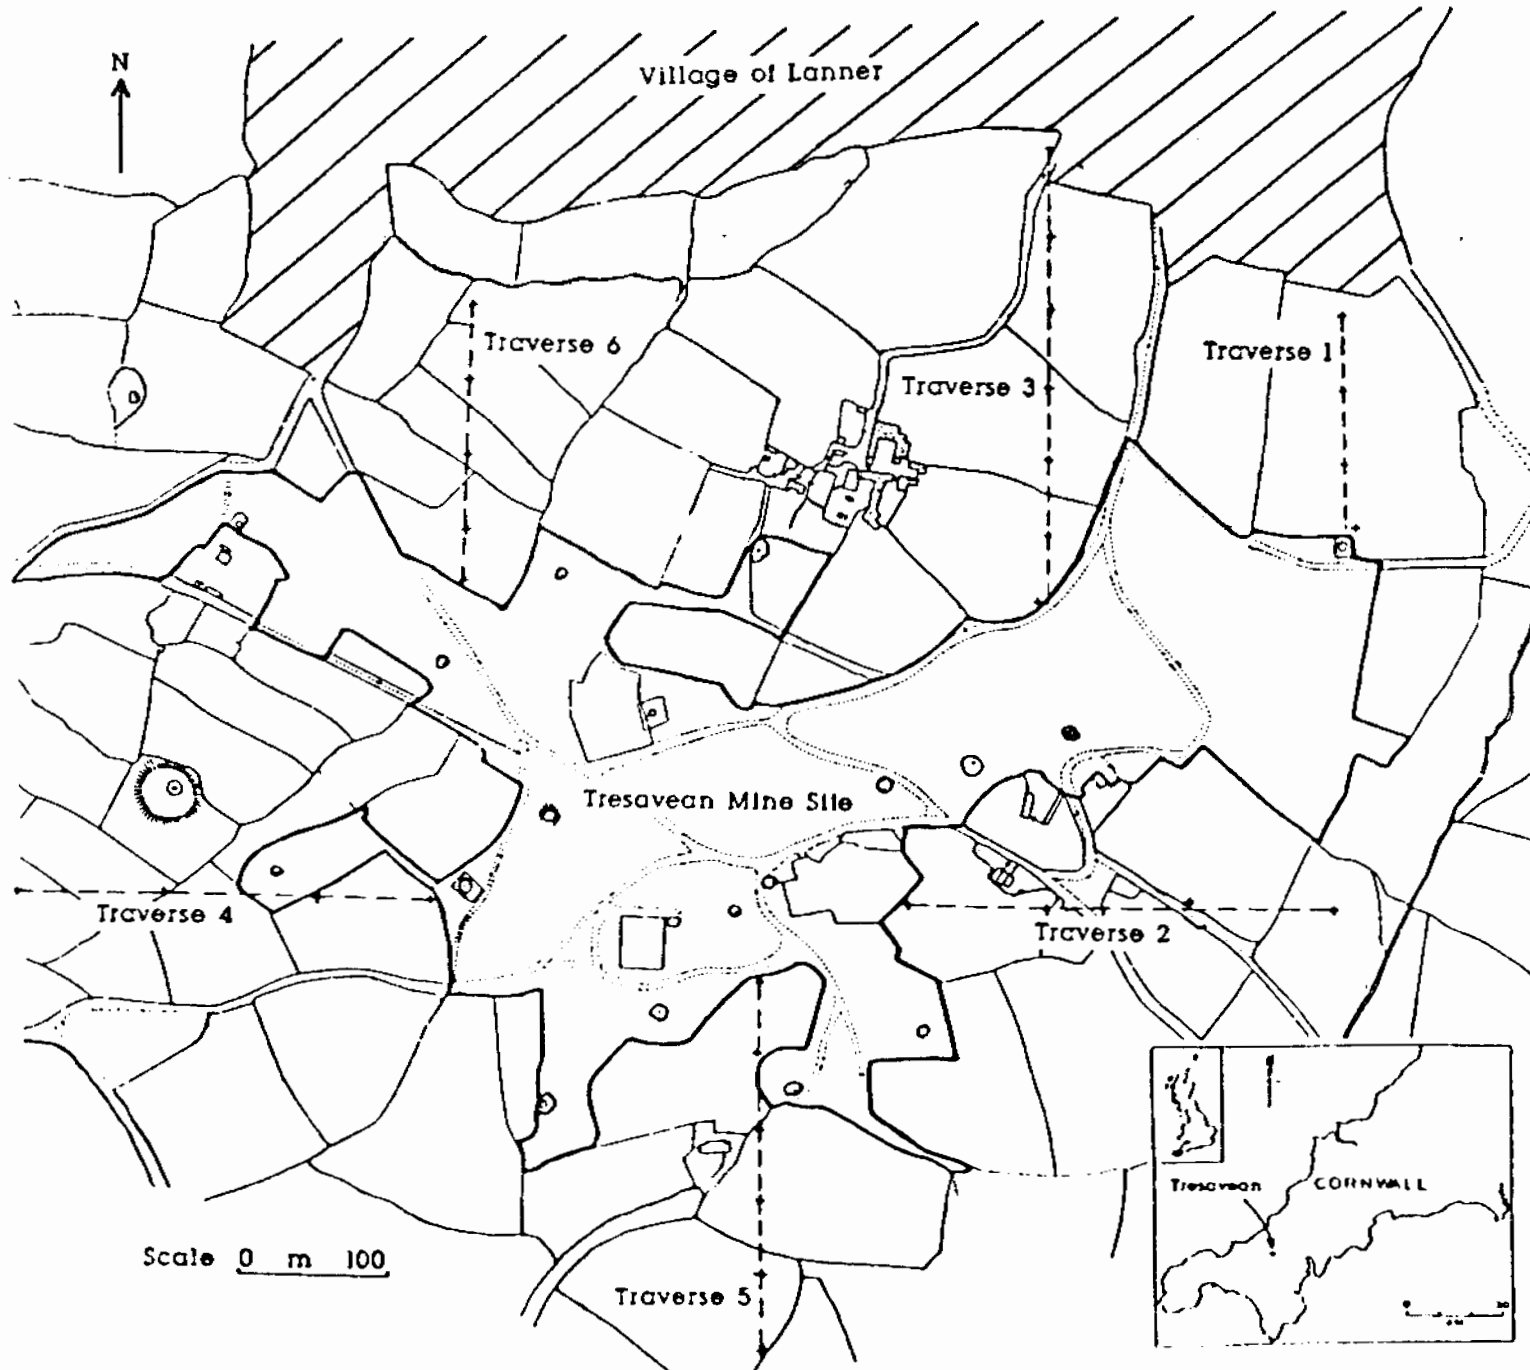 N
Village of Lanner
Traverse 6
Traverse 1
Traverse 3
Tresavean Mine Site
Traverse 4
Traverse 2
Tresavean CORNWALL
Scale 0 m 100
Traverse 5
0